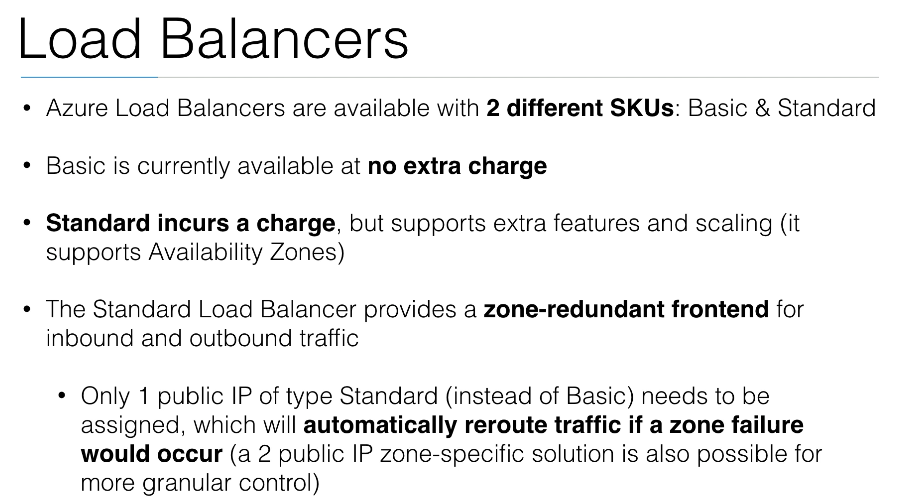 Load Balancers
• Azure Load Balancers are available with 2 different SKUs: Basic & Standard
• Basic is currently available at no extra charge
• Standard incurs a charge, but supports extra features and scaling (it
supports Availability Zones)
• The Standard Load Balancer provides a zone-redundant frontend for
inbound and outbound traffic
• Only 1 public IP of type Standard (instead of Basic) needs to be
assigned, which will automatically reroute traffic if a zone failure
would occur (a 2 public IP zone-specific solution is also possible for
more granular control)